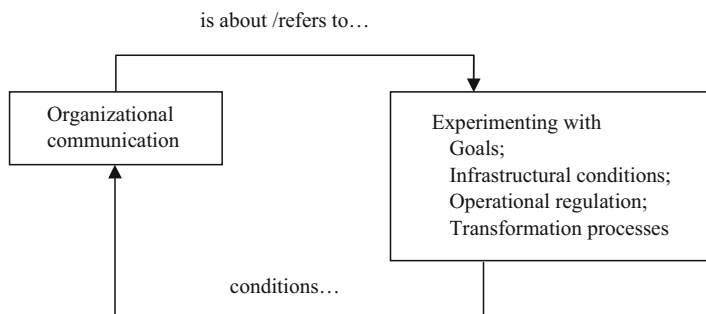 is about /refers to…
Organizational
communication
Experimenting with
Goals;
Infrastructural conditions;
Operational regulation;
Transformation processes
conditions…